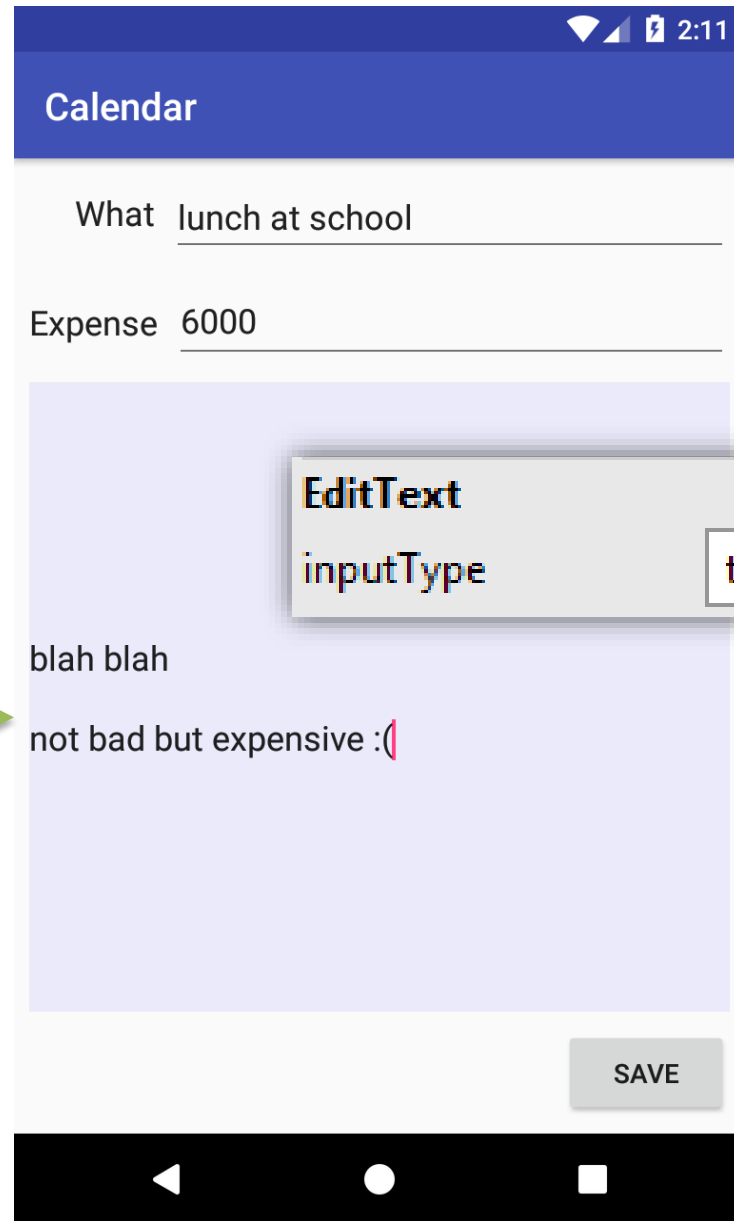 2:11
Calendar
What lunch at school
Expense 6000
EditText
inputType t
blah blah
not bad but expensive :(
SAVE